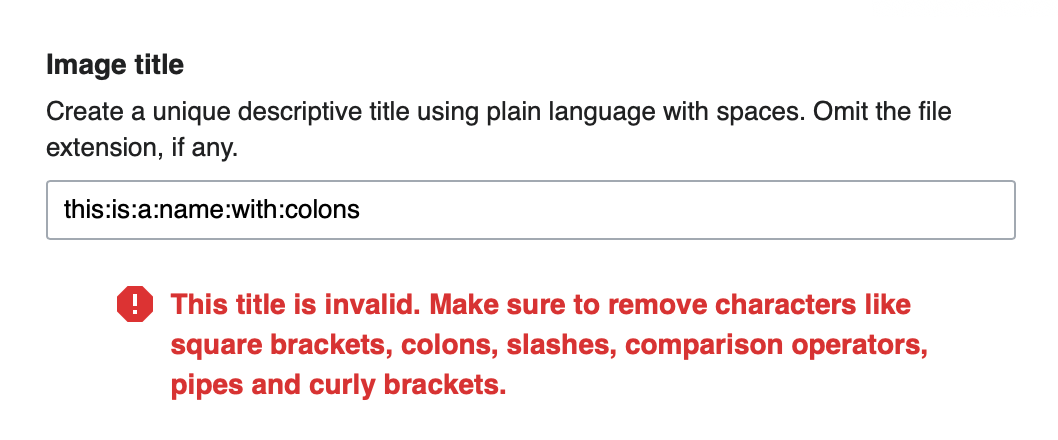 Image title
Create a unique descriptive title using plain language with spaces. Omit the file
extension, if any.
this:is:a:name:with:colons
This title is invalid. Make sure to remove characters like
square brackets, colons, slashes, comparison operators,
pipes and curly brackets.